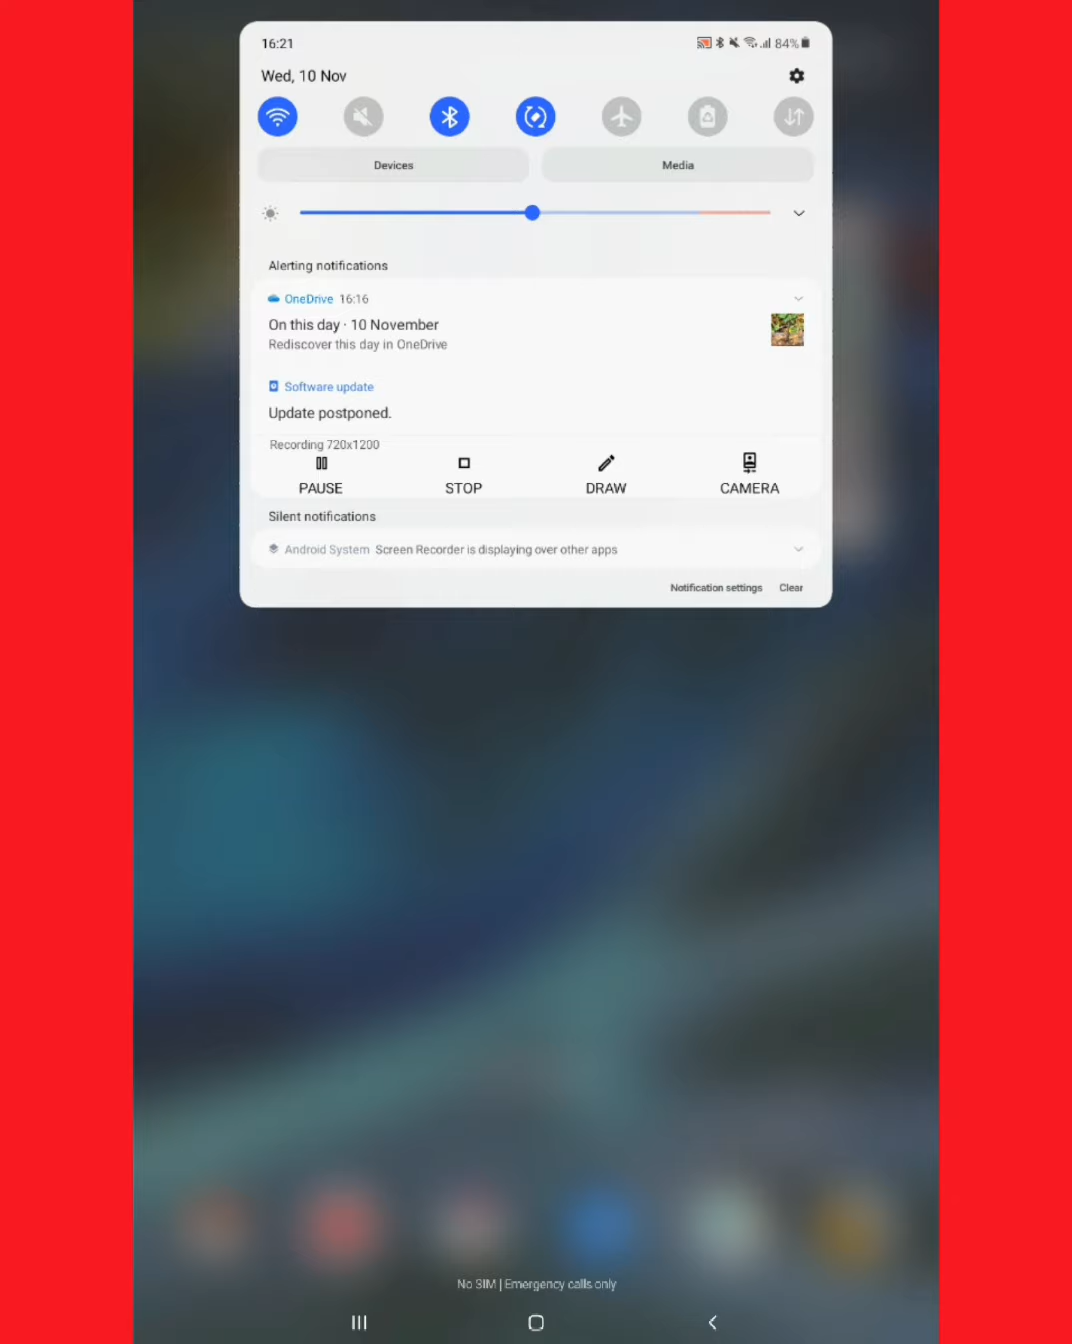 16:21
84%
Wed, 10 Nov
Devices
Media
Alerting notifications
OneDrive 16:16
On this day · 10 November
Rediscover this day in OneDrive
Software update
Update postponed.
Recording 720x1200
PAUSE
STOP
DRAW
CAMERA
Silent notifications
Android System Screen Recorder is displaying over other apps
Notification settings
Clear
No SIM | Emergency calls only